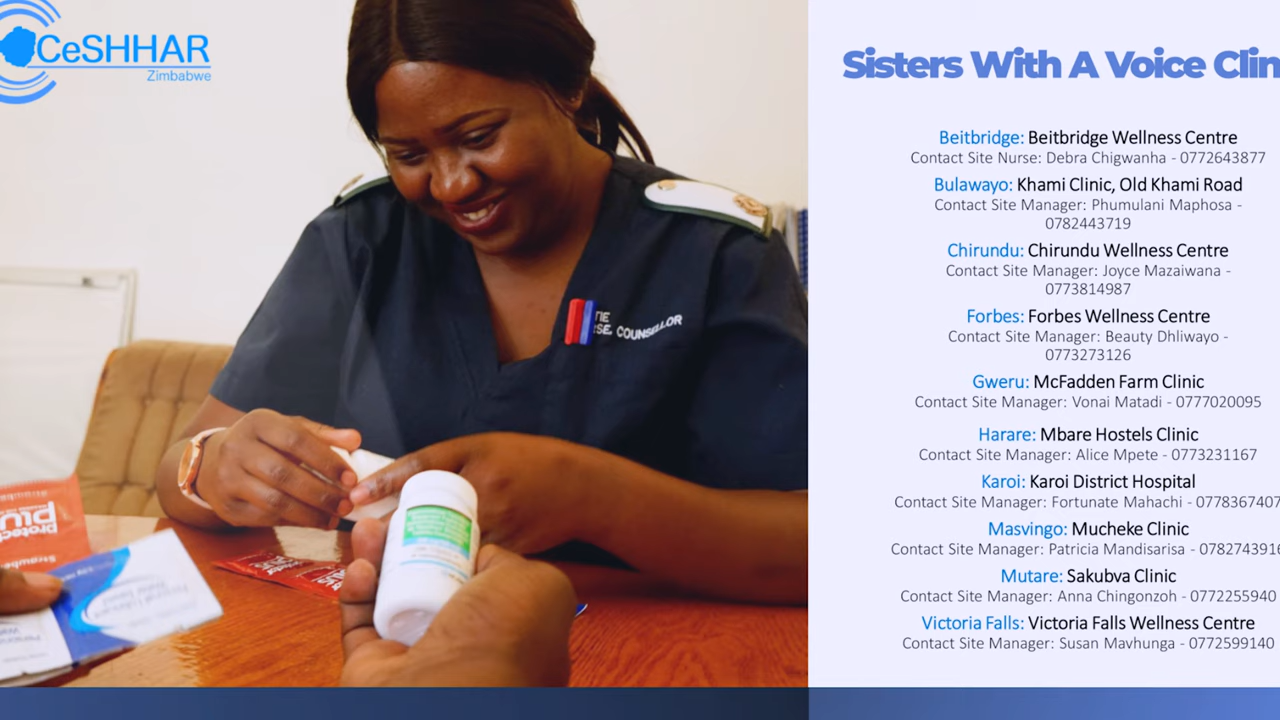 CeSHHAR
Zimbabwe
Sisters With A Voice Clin
Beitbridge: Beitbridge Wellness Centre
Contact Site Nurse: Debra Chigwanha - 0772643877
Bulawayo: Khami Clinic, Old Khami Road
Contact Site Manager: Phumulani Maphosa -
0782443719
Chirundu: Chirundu Wellness Centre
Contact Site Manager: Joyce Mazaiwana -
0773814987
Forbes: Forbes Wellness Centre
Contact Site Manager: Beauty Dhliwayo -
0773273126
Gweru: McFadden Farm Clinic
Contact Site Manager: Vonai Matadi - 0777020095
Harare: Mbare Hostels Clinic
Contact Site Manager: Alice Mpete - 0773231167
Karoi: Karoi District Hospital
Contact Site Manager: Fortunate Mahachi - 0778367407
Masvingo: Mucheke Clinic
Contact Site Manager: Patricia Mandisarisa - 078274391
Mutare: Sakubva Clinic
Contact Site Manager: Anna Chingonzoh - 0772255940
Victoria Falls: Victoria Falls Wellness Centre
Contact Site Manager: Susan Mavhunga - 0772599140
TIE
SE, COUNSELLOR
protector
plus
Strawbe